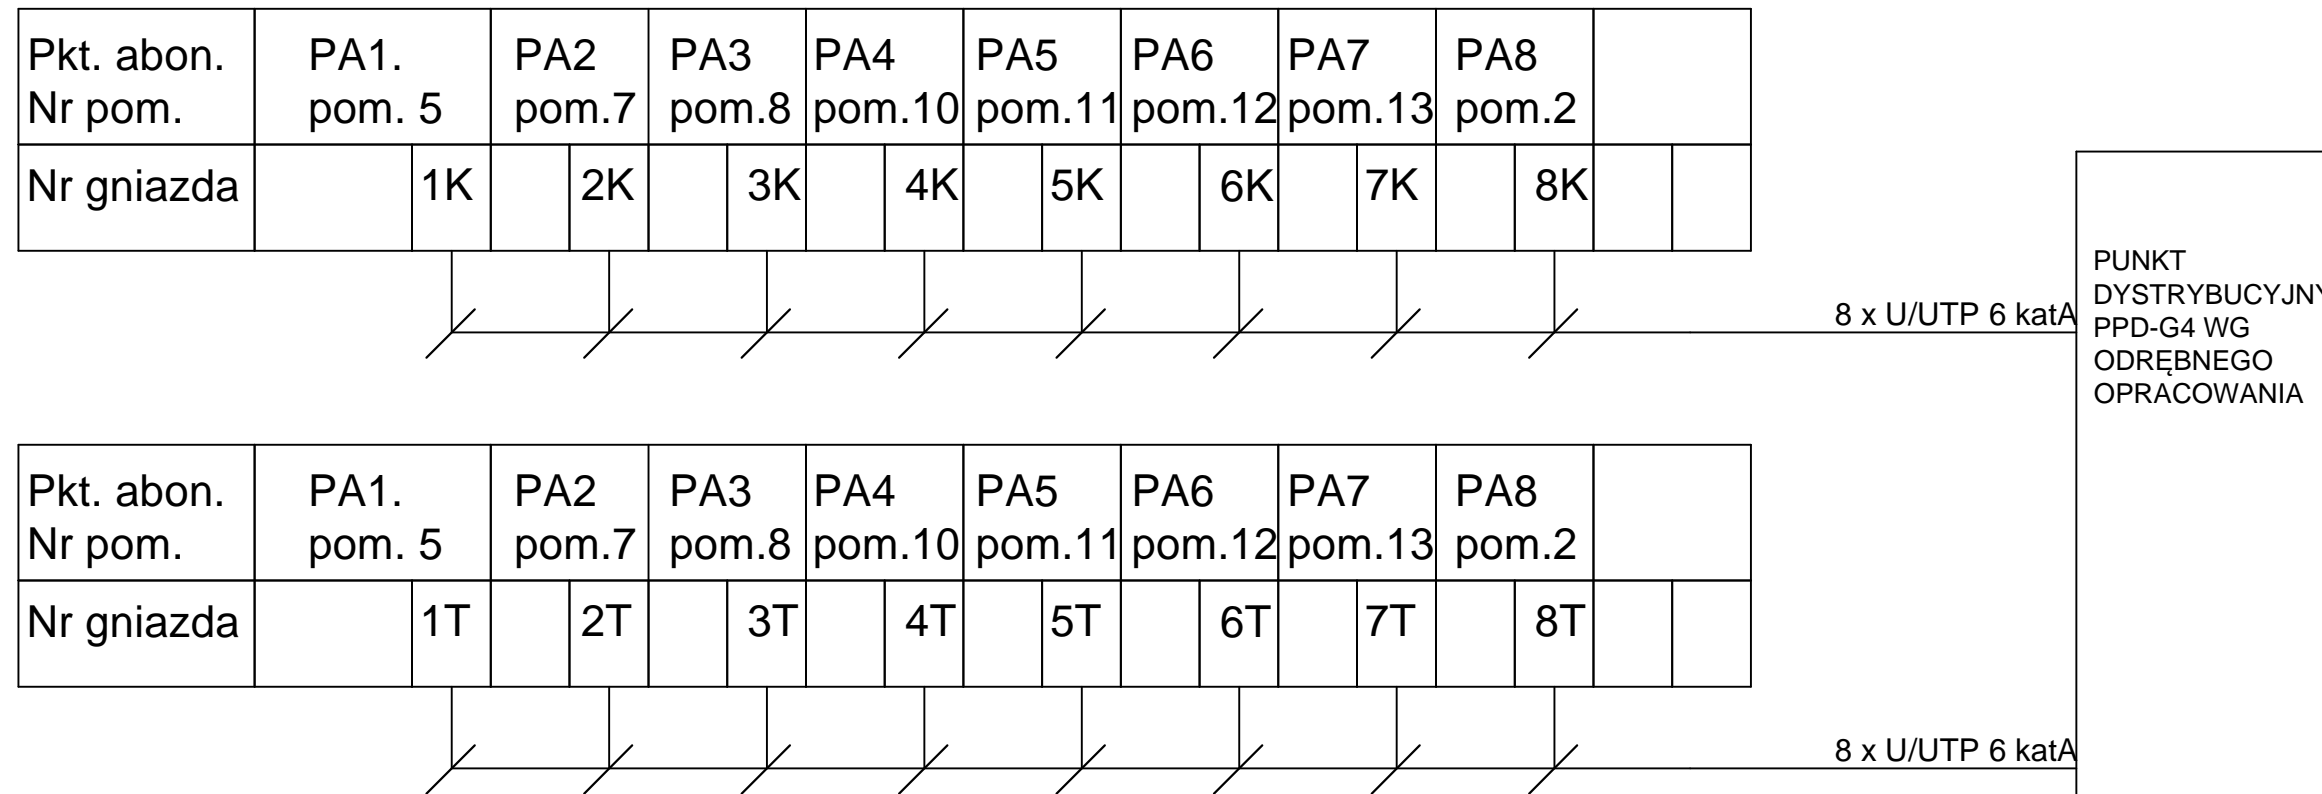 Pkt. abon. PA1. PA2 PA3 PA4 PA5 PA6 PA7 PA8
Nr pom. pom. 5 pom.7 pom.8 pom.10 pom.11 pom.12 pom.13 pom.2
Nr gniazda 1K 2K 3K 4K 5K 6K 7K 8K
8 x U/UTP 6 katA
PUNKT
DYSTRYBUCYJNY
PPD-G4 WG
ODRĘBNEGO
OPRACOWANIA
Pkt. abon. PA1. PA2 PA3 PA4 PA5 PA6 PA7 PA8
Nr pom. pom. 5 pom.7 pom.8 pom.10 pom.11 pom.12 pom.13 pom.2
Nr gniazda 1T 2T 3T 4T 5T 6T 7T 8T
8 x U/UTP 6 katA